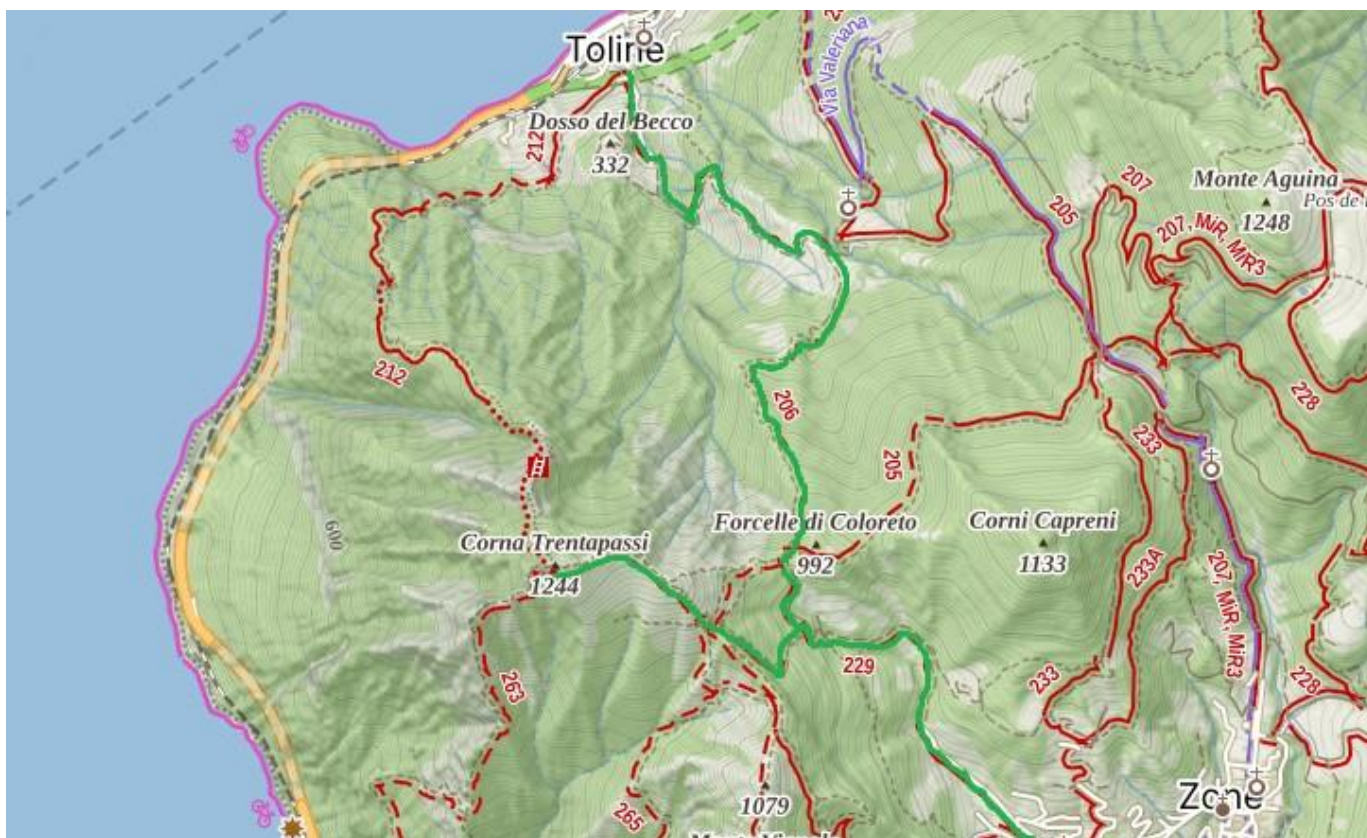 Toline
Via Valeriana
Dosso del Becco
332
212
207
Monte Aguina
1248
205
207, MiR, MiR3
212
206
228
233
205
600
Corna Trentapassi
1244
Forcelle di Coloreto
992
Corni Capreni
1133
233A
207, MiR, MiR3
263
229
233
228
1079
265
Zone